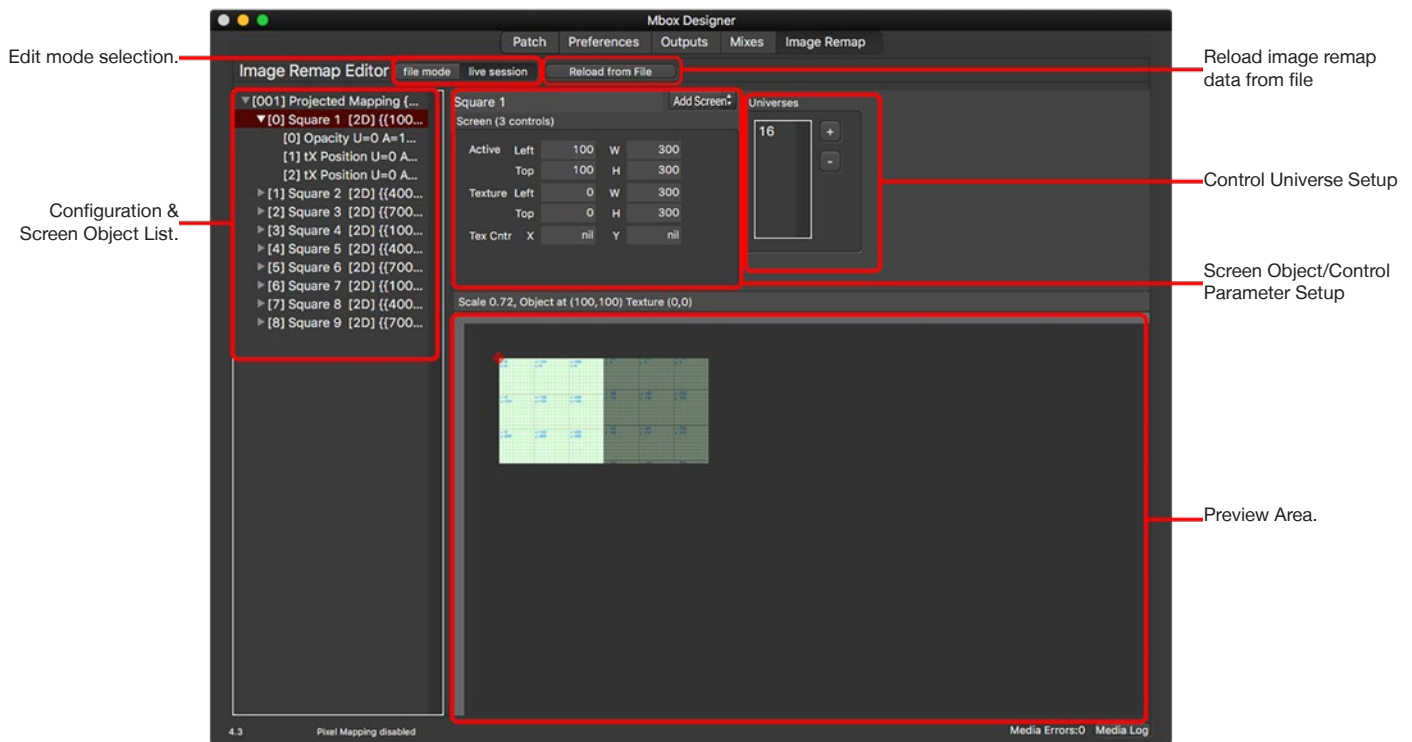 Mbox Designer
Patch Preferences Outputs Mixes Image Remap
Edit mode selection.
Image Remap Editor file mode live session Reload from File
Reload image remap
data from file
[001] Projected Mapping {...
[0] Square 1 [2D] {{100...
[0] Opacity U=0 A=1...
[1] tX Position U=0 A...
[2] tX Position U=0 A...
[1] Square 2 [2D] {{400...
[2] Square 3 [2D] {{700...
[3] Square 4 [2D] {{100...
[4] Square 5 [2D] {{400...
[5] Square 6 [2D] {{700...
[6] Square 7 [2D] {{100...
[7] Square 8 [2D] {{400...
[8] Square 9 [2D] {{700...
Configuration &
Screen Object List.
Square 1 Add Screen
Screen (3 controls)
Active Left 100 W 300
Top 100 H 300
Texture Left 0 W 300
Top 0 H 300
Tex Cntr X nil Y nil
Universes
16 +
-
Control Universe Setup
Screen Object/Control
Parameter Setup
Scale 0.72, Object at (100,100) Texture (0,0)
Preview Area.
4.3 Pixel Mapping disabled Media Errors:0 Media Log